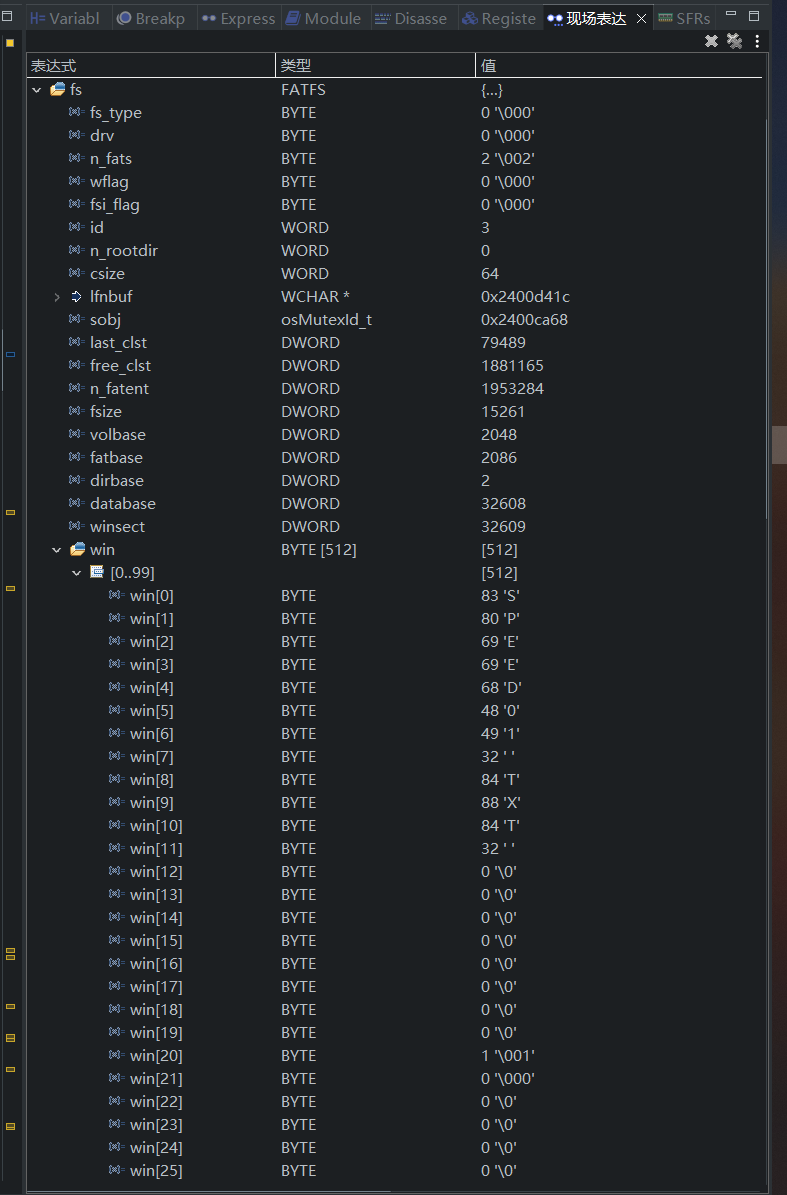 Variabl Breakp Express Module Disasse Registe 现场表达 SFRs
表达式 类型 值
fs FATFS {...}
fs_type BYTE 0 '\000'
drv BYTE 0 '\000'
n_fats BYTE 2 '\002'
wflag BYTE 0 '\000'
fsi_flag BYTE 0 '\000'
id WORD 3
n_rootdir WORD 0
csize WORD 64
lfnbuf WCHAR * 0x2400d41c
sobj osMutexId_t 0x2400ca68
last_clst DWORD 79489
free_clst DWORD 1881165
n_fatent DWORD 1953284
fsize DWORD 15261
volbase DWORD 2048
fatbase DWORD 2086
dirbase DWORD 2
database DWORD 32608
winsect DWORD 32609
win BYTE [512] [512]
[0..99] [512]
win[0] BYTE 83 'S'
win[1] BYTE 80 'P'
win[2] BYTE 69 'E'
win[3] BYTE 69 'E'
win[4] BYTE 68 'D'
win[5] BYTE 48 '0'
win[6] BYTE 49 '1'
win[7] BYTE 32 ' '
win[8] BYTE 84 'T'
win[9] BYTE 88 'X'
win[10] BYTE 84 'T'
win[11] BYTE 32 ' '
win[12] BYTE 0 '\0'
win[13] BYTE 0 '\0'
win[14] BYTE 0 '\0'
win[15] BYTE 0 '\0'
win[16] BYTE 0 '\0'
win[17] BYTE 0 '\0'
win[18] BYTE 0 '\0'
win[19] BYTE 0 '\0'
win[20] BYTE 1 '\001'
win[21] BYTE 0 '\000'
win[22] BYTE 0 '\0'
win[23] BYTE 0 '\0'
win[24] BYTE 0 '\0'
win[25] BYTE 0 '\0'